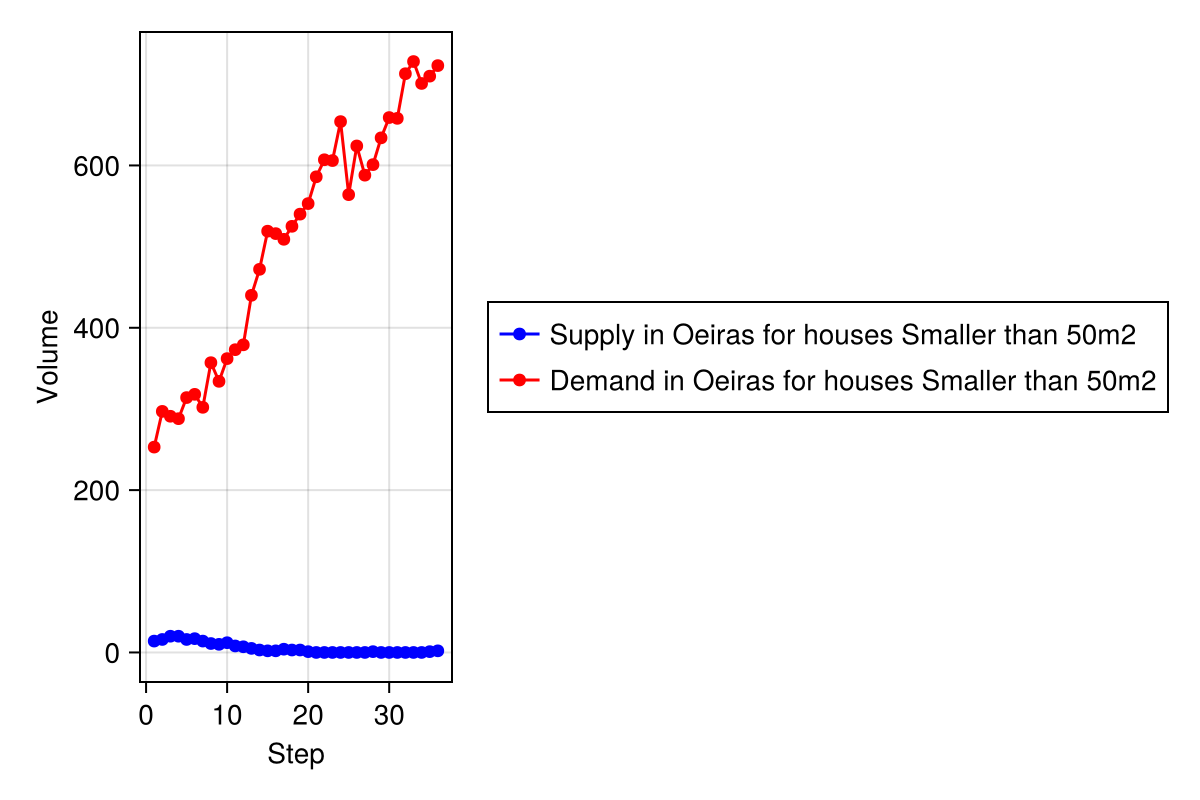 Volume
600
400
200
0
0 10 20 30
Step
Supply in Oeiras for houses Smaller than 50m2
Demand in Oeiras for houses Smaller than 50m2